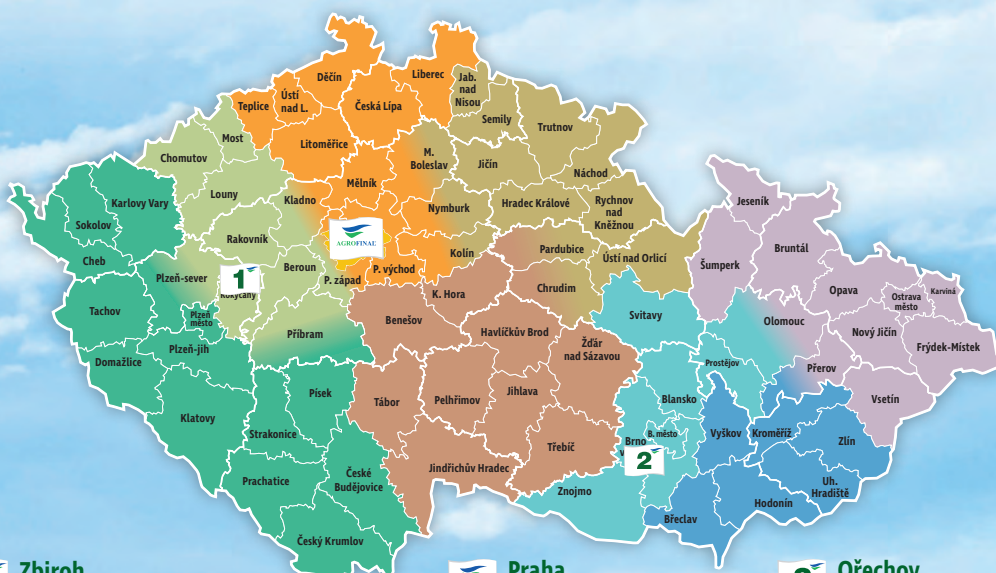 Děčín
Liberec
Jab.
nad
Nisou
Ústí
nad L.
Teplice
Česká Lípa
Semily
Trutnov
Most
Litoměřice
M.
Boleslav
Chomutov
Jičín
Náchod
Mělník
Louny
Kladno
Karlovy Vary
Nymburk
Hradec Králové
Rychnov
nad
Kněžnou
Jeseník
Sokolov
Rakovník
AGROFINAL
Kolín
Pardubice
Ústí nad Orlicí
Bruntál
Cheb
Beroun
P. východ
Šumperk
Plzeň-sever
1
P. západ
Chrudim
Opava
Karviná
Ostrava
město
Rokycany
K. Hora
Tachov
Plzeň
město
Příbram
Benešov
Svitavy
Olomouc
Nový Jičín
Havlíčkův Brod
Žďár
nad Sázavou
Frýdek-Místek
Plzeň-jih
Domažlice
Prostějov
Přerov
Písek
Tábor
Pelhřimov
Jihlava
Blansko
Vsetín
Klatovy
Strakonice
Třebíč
Brno
B. město
Vyškov
Kroměříž
Zlín
2
Jindřichův Hradec
Prachatice
České
Budějovice
Znojmo
Uh.
Hradiště
Hodonín
Břeclav
Český Krumlov
Zbiroh
Praha
Ořechov